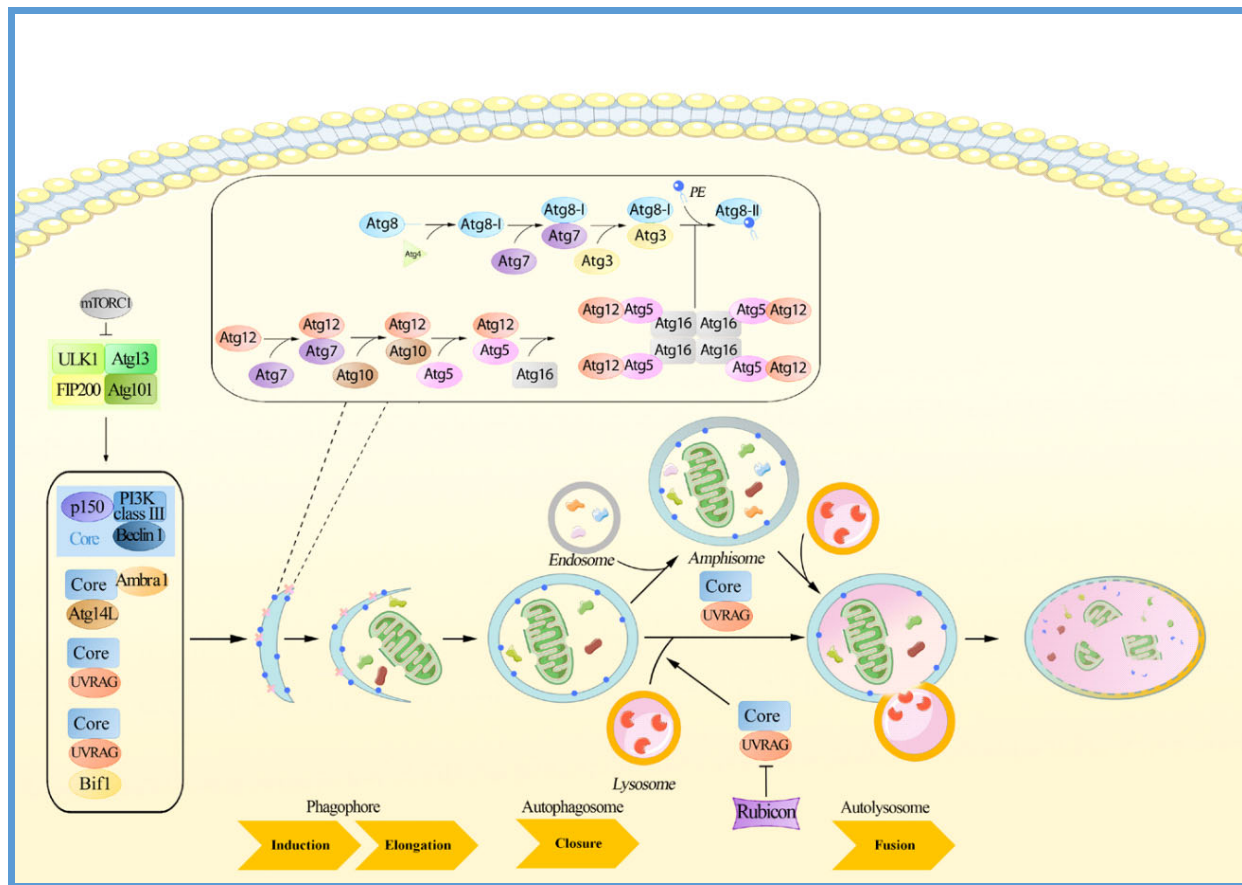 PE
Atg8
Atg8-I
Atg8-I
Atg8-I
Atg8-II
Atg4
Atg7
Atg3
Atg7
Atg3
Atg12
Atg12
Atg12
Atg12
Atg7
Atg10
Atg5
Atg7
Atg10
Atg5
Atg16
Atg12
Atg5
Atg16
Atg16
Atg5
Atg12
Atg16
Atg16
Atg12
Atg5
Atg5
Atg12
mTORC1
ULK1
Atg13
FIP200
Atg101
p150
PI3K
class III
Core
Beclin 1
Core
Ambra1
Atg14L
Core
UVRAG
Core
UVRAG
Bif1
Endosome
Amphisome
Core
UVRAG
Core
UVRAG
Lysosome
Rubicon
Phagophore
Autophagosome
Autolysosome
Induction
Elongation
Closure
Fusion